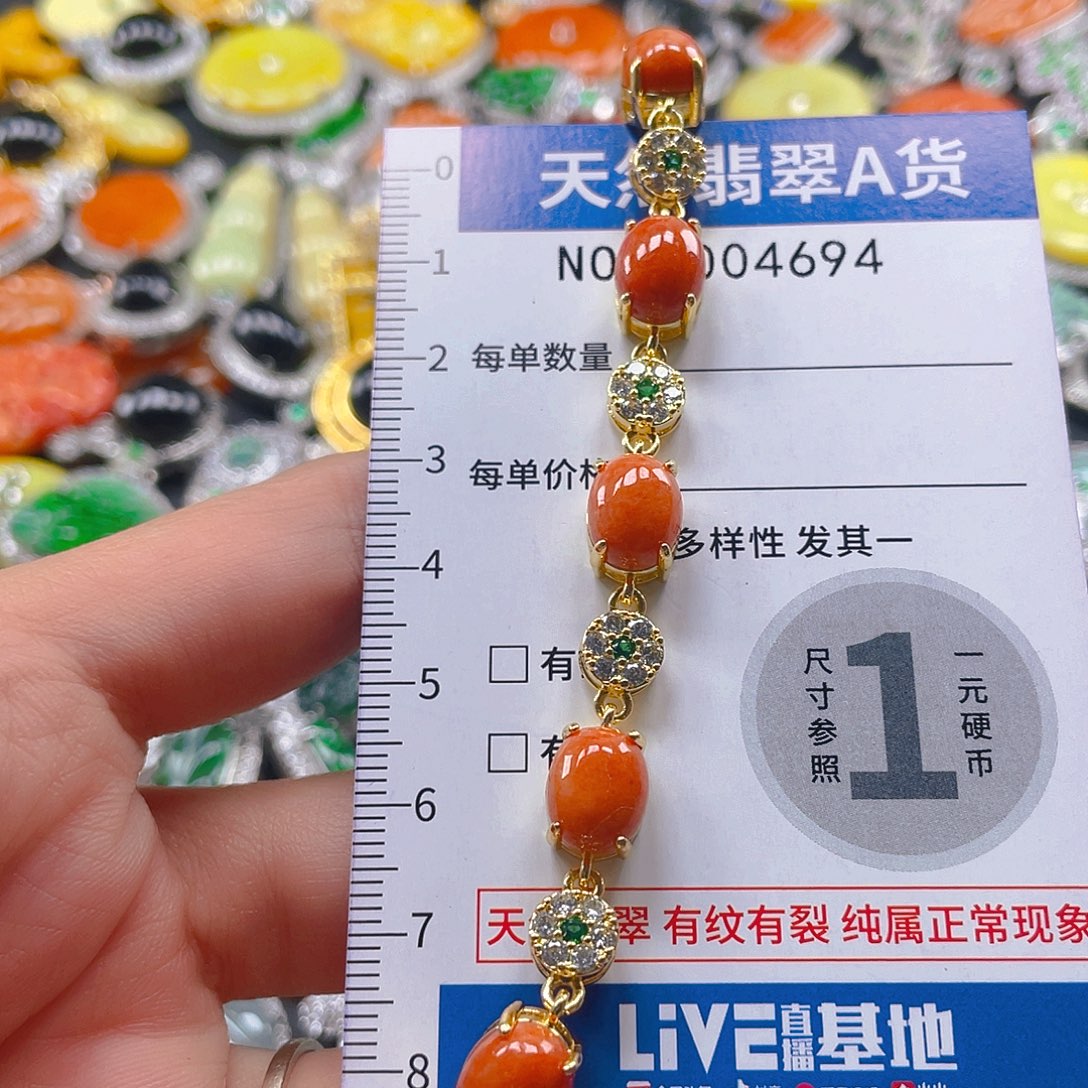 天然翡翠A货
NO 004694
每单数量
每单价格
多样性 发其一
有
有
尺寸参照
1
一元硬币
天 翠 有纹有裂 纯属正常现象
LiVE直播基地
0
1
2
3
4
5
6
7
8